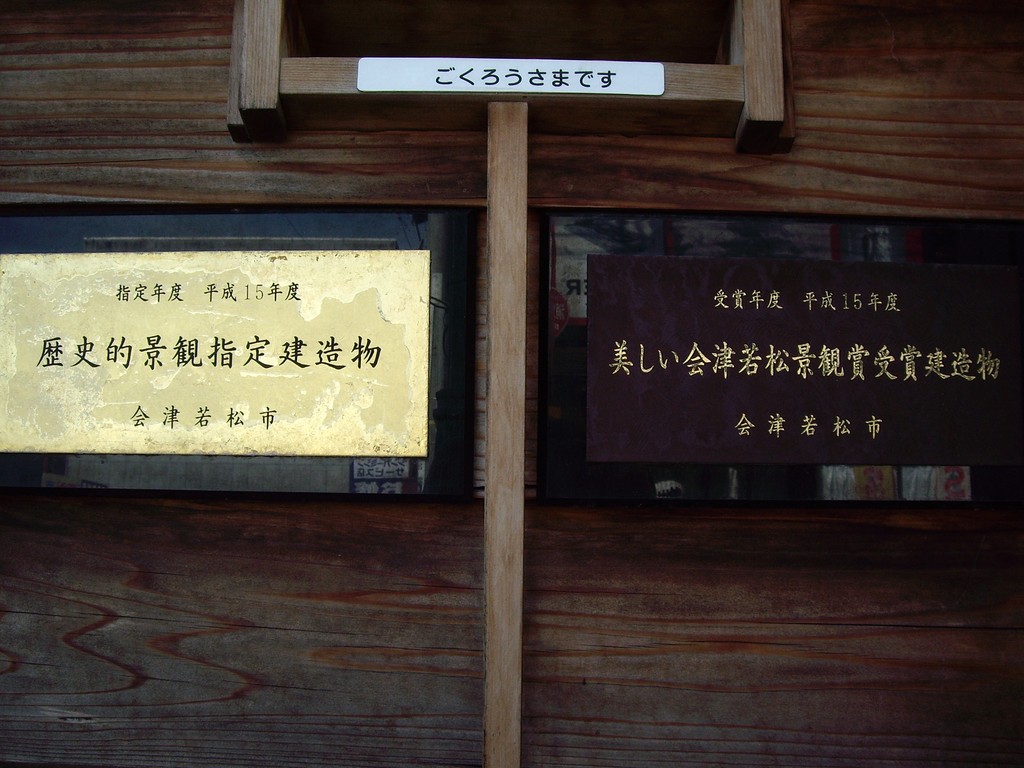 ごくろうさまです
指定年度 平成15年度
歴史的景観指定建造物
会津若松市
受賞年度 平成15年度
美しい会津若松景観賞受賞建造物
会津若松市